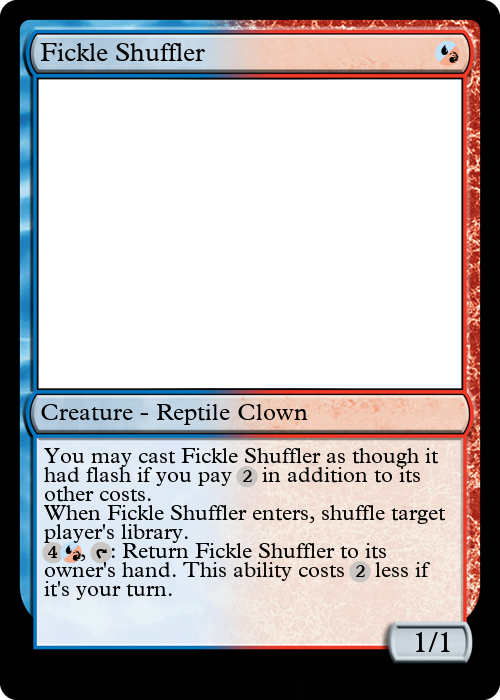 Fickle Shuffler
Creature - Reptile Clown
You may cast Fickle Shuffler as though it
had flash if you pay 2 in addition to its
other costs.
When Fickle Shuffler enters, shuffle target
player's library.
4, : Return Fickle Shuffler to its
owner's hand. This ability costs 2 less if
it's your turn.
1/1